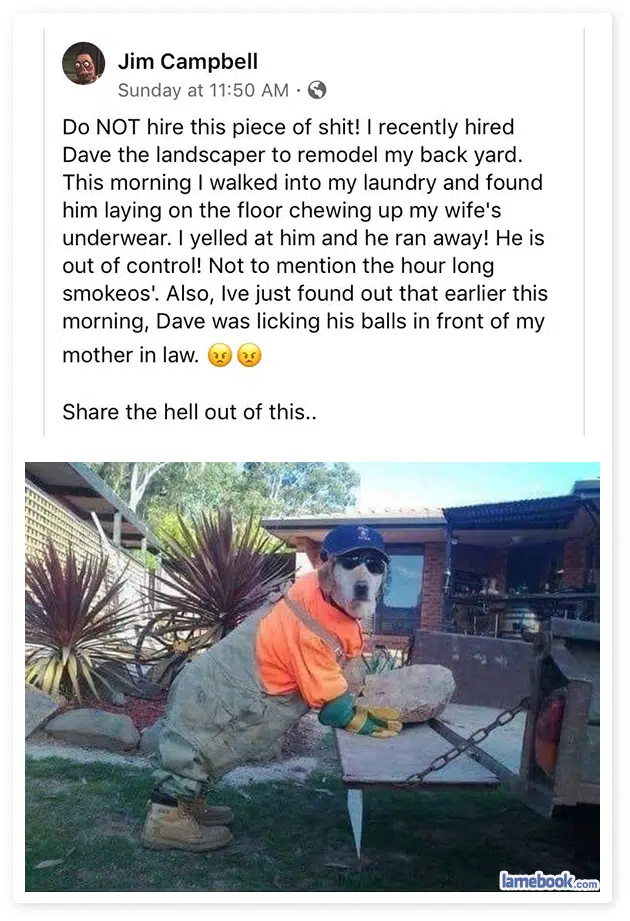 Jim Campbell
Sunday at 11:50 AM ·
Do NOT hire this piece of shit! I recently hired
Dave the landscaper to remodel my back yard.
This morning I walked into my laundry and found
him laying on the floor chewing up my wife's
underwear. I yelled at him and he ran away! He is
out of control! Not to mention the hour long
smokeos'. Also, Ive just found out that earlier this
morning, Dave was licking his balls in front of my
mother in law. 😠😠
Share the hell out of this..
lamebook.com